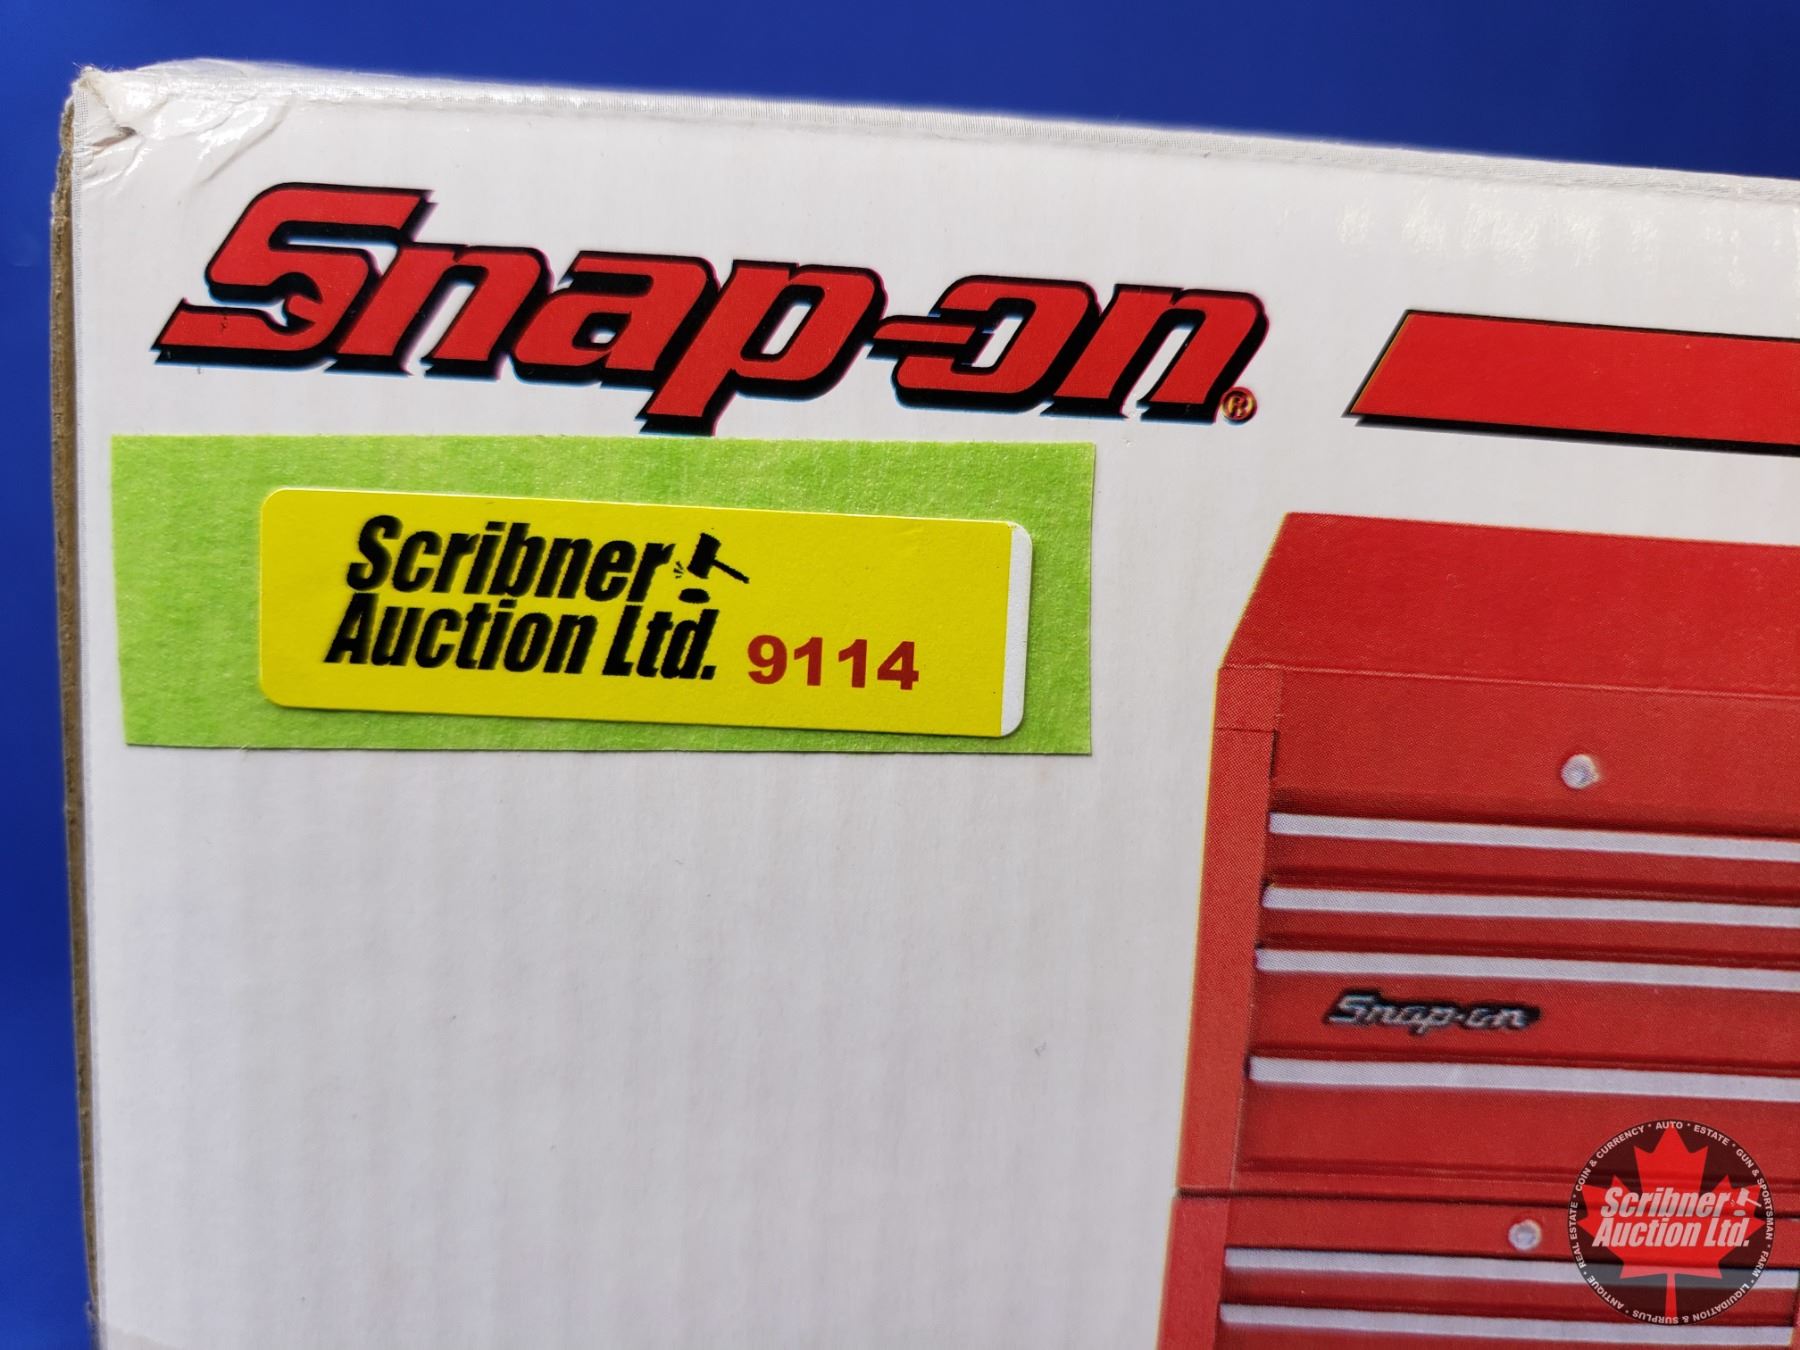 Snap-on®
Scribner
Auction Ltd. 9114
Snap-on
COIN & CURRENCY • AUTO • ESTATE • GUN & SPORTSMAN • FARM • LIQUIDATION & SURPLUS • ANTIQUE • REAL ESTATE •
Scribner
Auction Ltd.